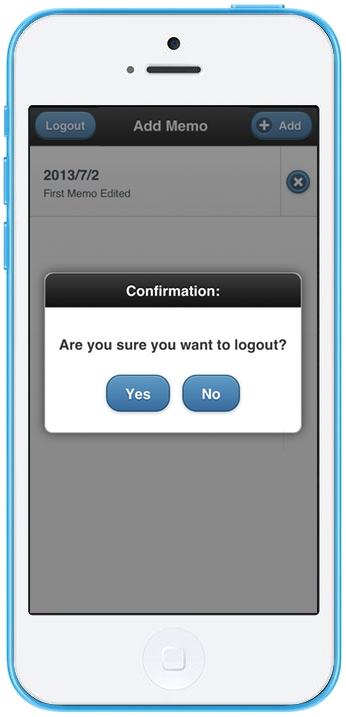 Logout
Add Memo
Add
2013/7/2
First Memo Edited
Confirmation:
Are you sure you want to logout?
Yes
No